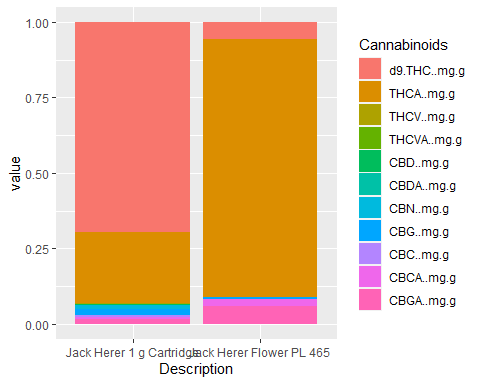 1.00
0.75
0.50
0.25
0.00
value
Jack Herer 1 g Cartridge
Jack Herer Flower PL 465
Description
Cannabinoids
d9.THC..mg.g
THCA..mg.g
THCV..mg.g
THCVA..mg.g
CBD..mg.g
CBDA..mg.g
CBN..mg.g
CBG..mg.g
CBC..mg.g
CBCA..mg.g
CBGA..mg.g